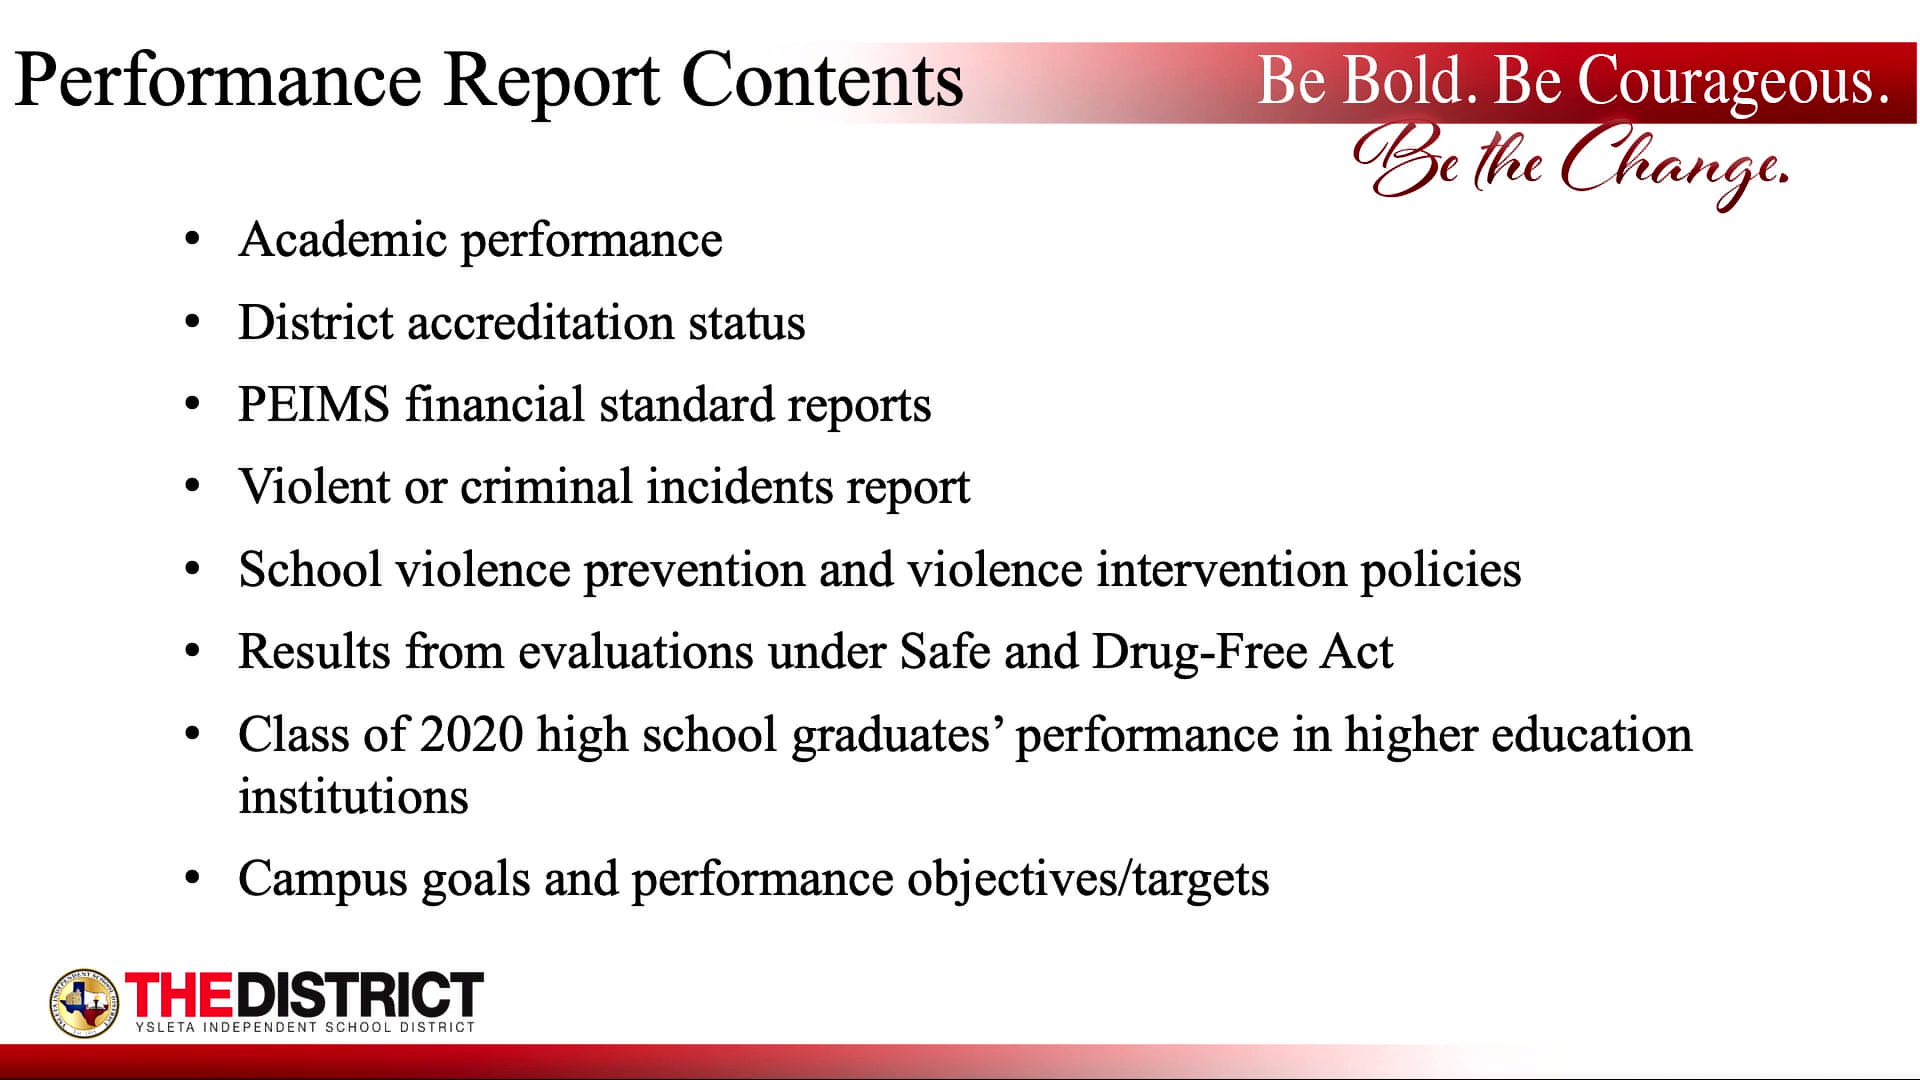 Performance Report Contents
Be Bold. Be Courageous.
Be the Change.
• Academic performance
• District accreditation status
• PEIMS financial standard reports
• Violent or criminal incidents report
• School violence prevention and violence intervention policies
• Results from evaluations under Safe and Drug-Free Act
• Class of 2020 high school graduates’ performance in higher education
institutions
• Campus goals and performance objectives/targets
THEDISTRICT
YSLETA INDEPENDENT SCHOOL DISTRICT